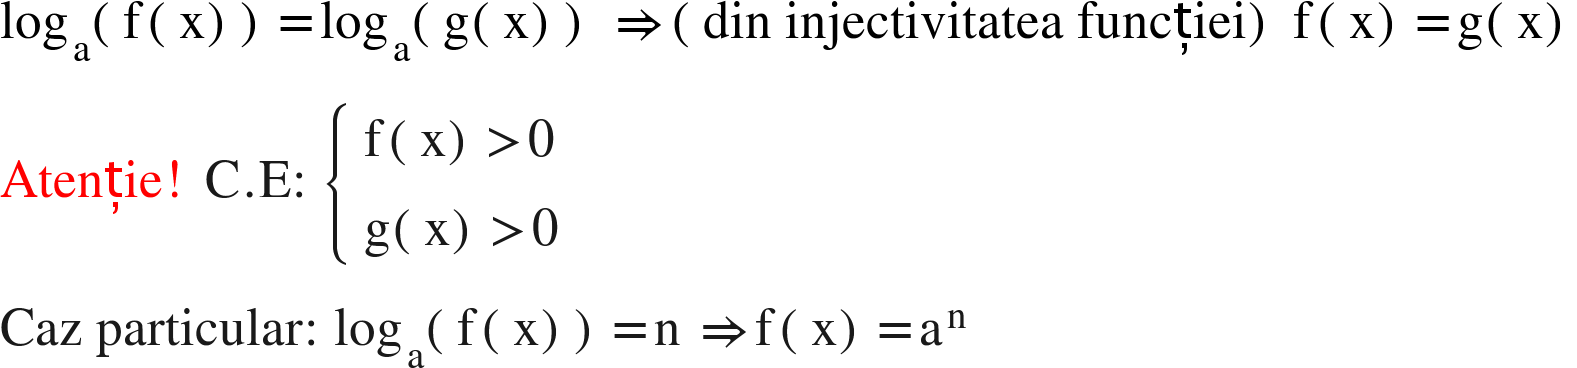 logₐ( f( x) ) =logₐ( g( x) ) ⇒( din injectivitatea funcției) f( x) =g( x)
Atenție! C.E: { f( x) >0
g( x) >0
Caz particular: logₐ( f( x) ) =n ⇒f( x) =aⁿ